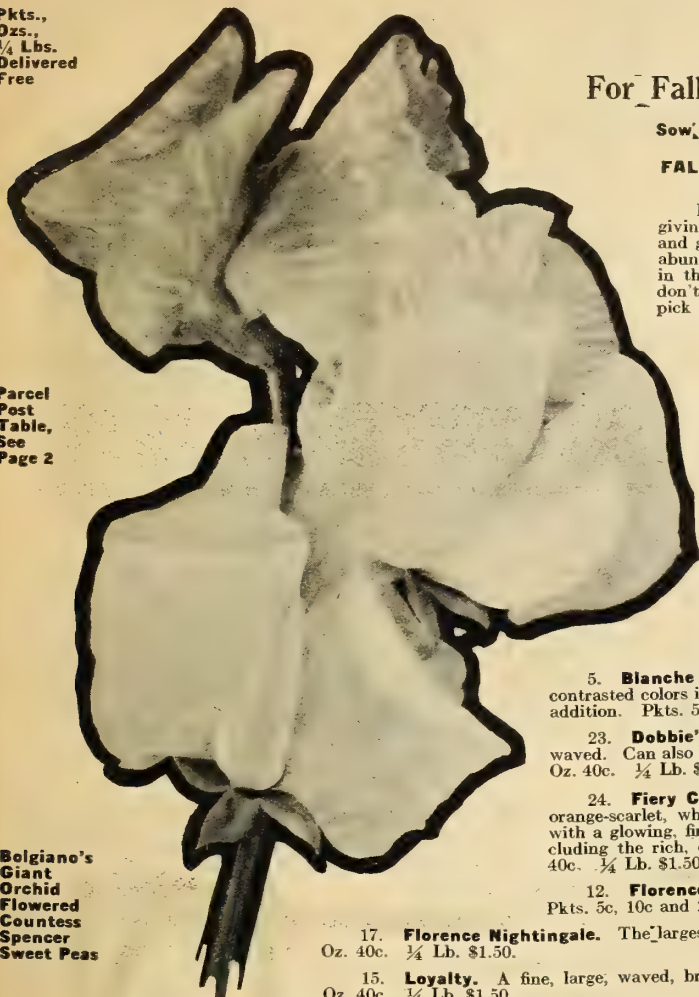 Pkts.,
Ozs.,
¼ Lbs.
Delivered
Free
For Fall
Sow
FAL
givin
and g
abun
in th
don't
pick
Parcel
Post
Table,
See
Page 2
5. Blanche
contrasted colors i
addition. Pkts. 5
23. Dobbie'
waved. Can also
Oz. 40c. ¼ Lb. $
24. Fiery C
orange-scarlet, wh
with a glowing, fi
cluding the rich,
40c. ¼ Lb. $1.50
12. Florence
Pkts. 5c, 10c and
17. Florence Nightingale. The larges
Oz. 40c. ¼ Lb. $1.50.
15. Loyalty. A fine, large, waved, br
Oz. 40c. ¼ Lb. $1.50.
Bolgiano's
Giant
Orchid
Flowered
Countess
Spencer
Sweet Peas